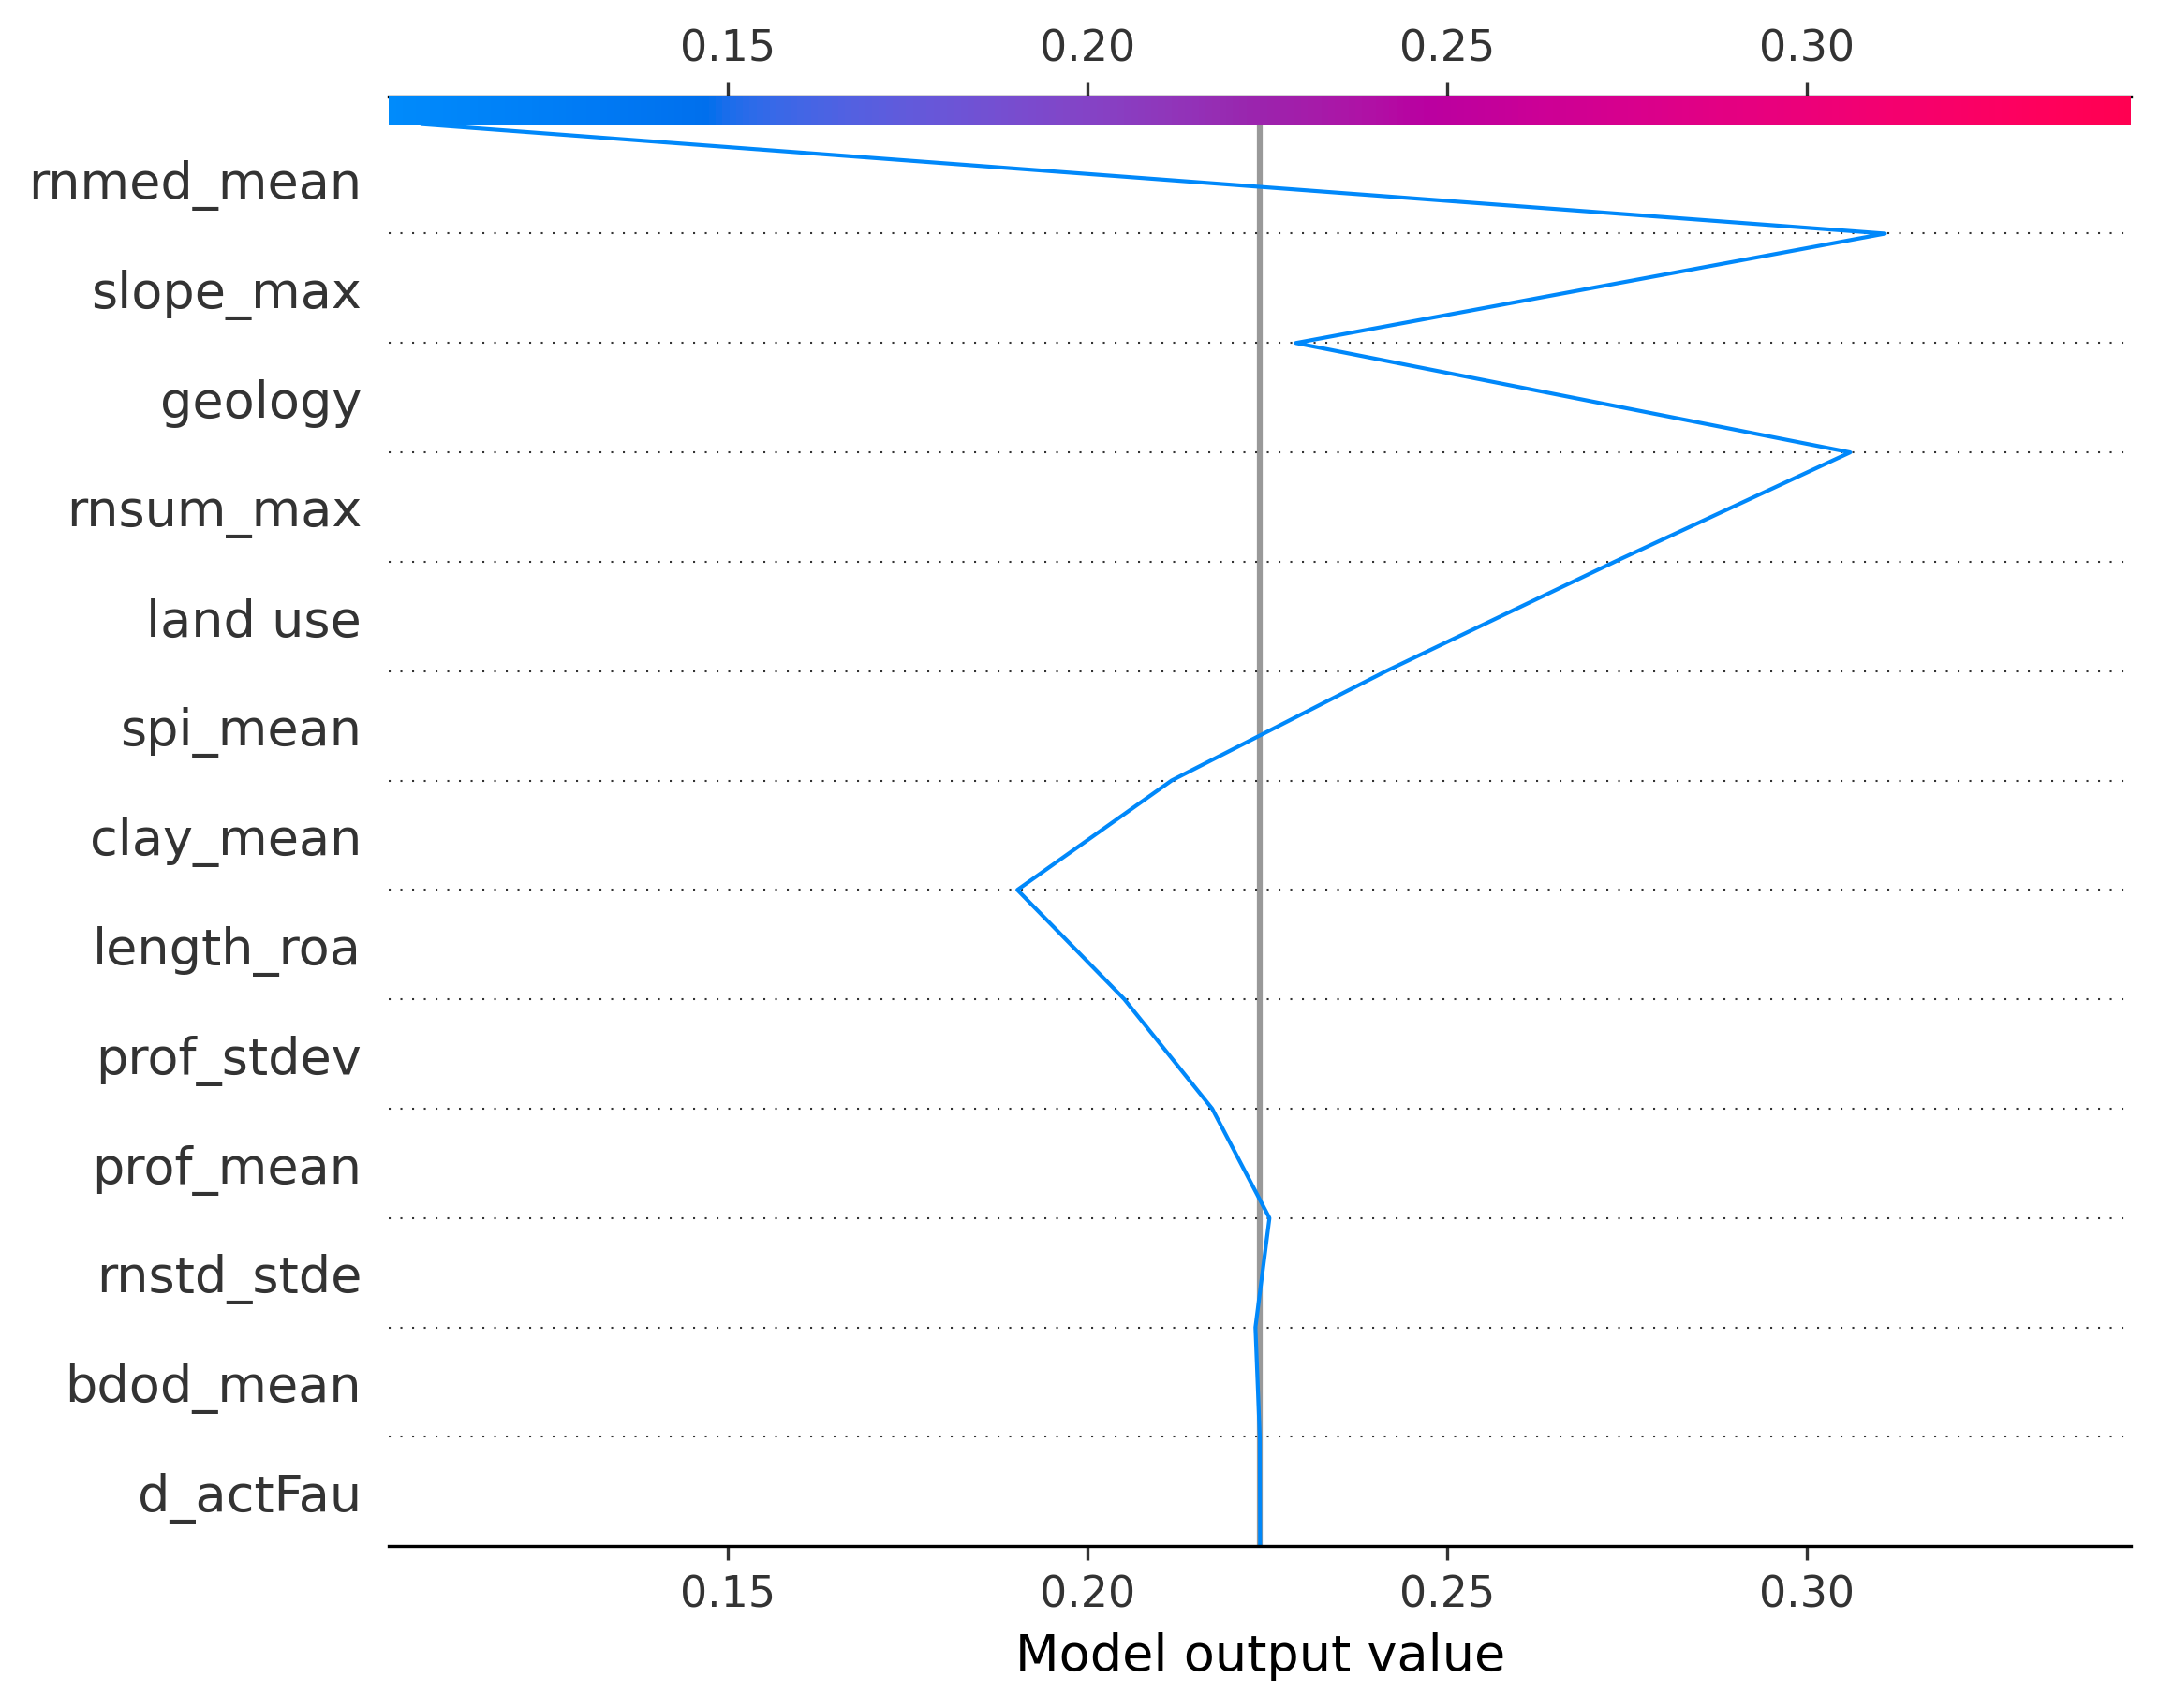 0.15 0.20 0.25 0.30
rnmed_mean
slope_max
geology
rnsum_max
land use
spi_mean
clay_mean
length_roa
prof_stdev
prof_mean
rnstd_stde
bdod_mean
d_actFau
0.15 0.20 0.25 0.30
Model output value